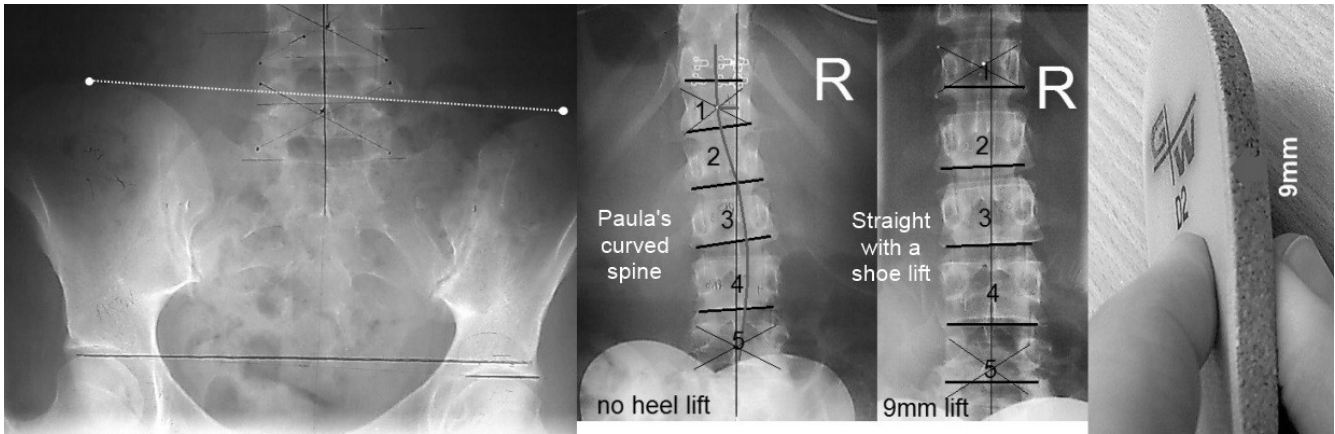 R
1
2
3
4
5
Paula's
curved
spine
no heel lift
R
1
2
3
4
5
Straight
with a
shoe lift
9mm lift
G/W
D2
9mm